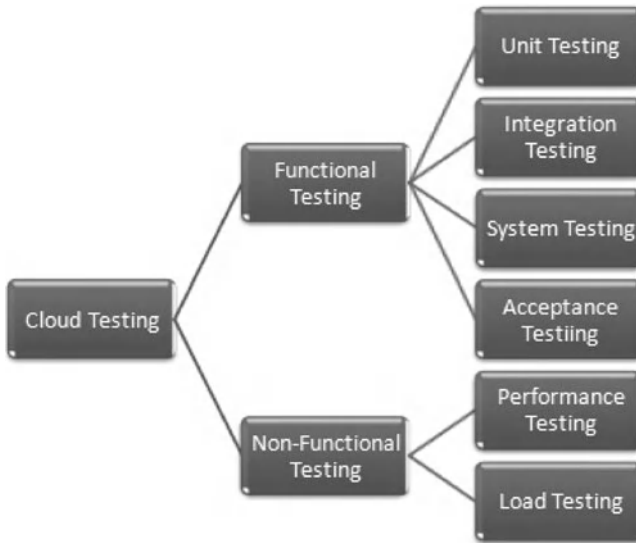 Unit Testing
Integration
Testing
Functional
Testing
System Testing
Cloud Testing
Acceptance
Testiing
Performance
Testing
Non-Functional
Testing
Load Testing